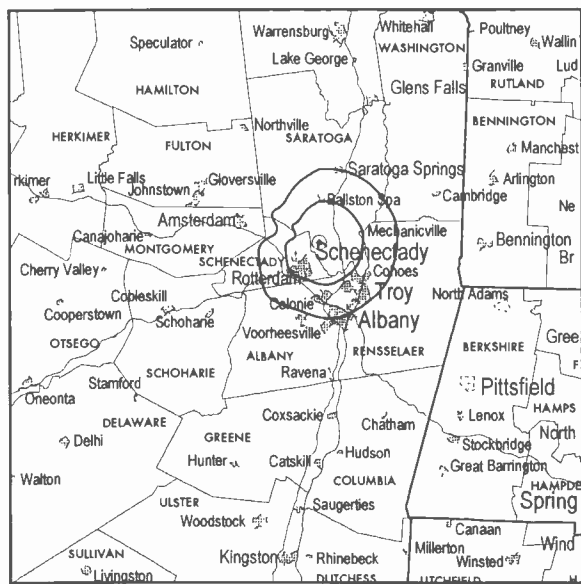 Warrensburg
Whitehall
Poultney
Speculator
WASHINGTON
Wallin
Lake George
Granville
Lud
RUTLAND
HAMILTON
Glens Falls
BENNINGTON
Northville
HERKIMER
FULTON
SARATOGA
Manchest
Saratoga Springs
rkimer
Little Falls
Gloversville
Johnstown
Arlington
Ballston Spa
Cambridge
Ne
Amsterdam
Mechanicville
Canajoharie
MONTGOMERY
Schenectady
Bennington
Br
SCHENECTADY
Cherry Valley
Rotterdam
Cohoes
Troy
Cobleskill
Colonie
North Adams
Cooperstown
Schoharie
Albany
OTSEGO
Voorheesville
Gree
ALBANY
RENSSELAER
BERKSHIRE
F
SCHOHARIE
Ravena
Oneonta
Stamford
Pittsfield
HAMPS
DELAWARE
Coxsackie
Chatham
Lenox
North
GREENE
Delhi
Stockbridge
Hunter
Catskill
Hudson
Great Barrington
Walton
COLUMBIA
HAMPDE
ULSTER
Saugerties
Spring
Woodstock
Canaan
SULLIVAN
Kingston
Rhinebeck
Millerton
Wind
Winsted
Livingston
DUTCHESS
LITCHFIELD